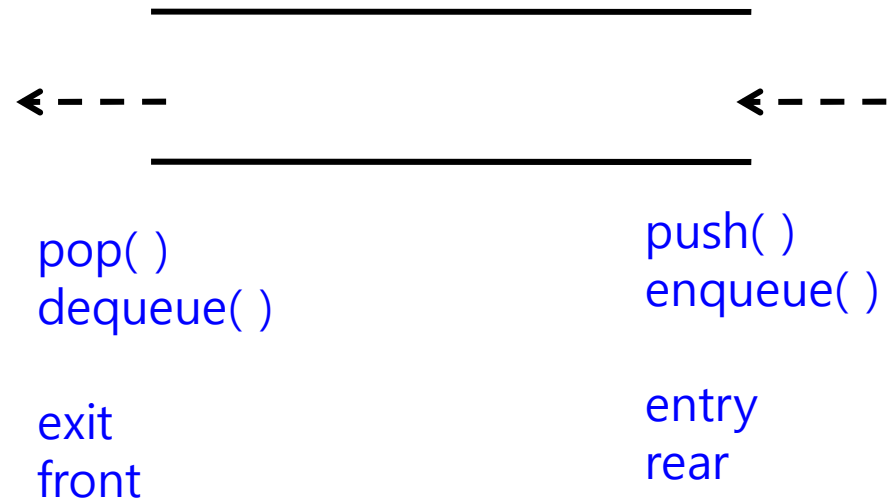 pop( )
dequeue( )
exit
front
push( )
enqueue( )
entry
rear